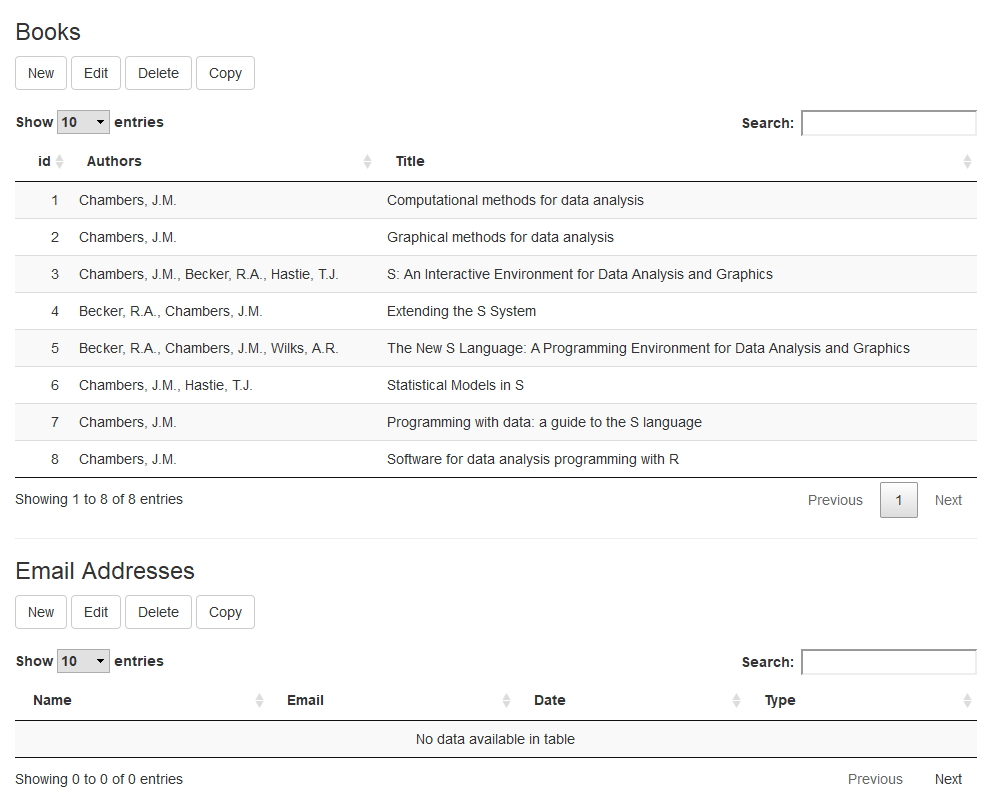 Books
New Edit Delete Copy
Show 10 entries Search:
id Authors Title
1 Chambers, J.M. Computational methods for data analysis
2 Chambers, J.M. Graphical methods for data analysis
3 Chambers, J.M., Becker, R.A., Hastie, T.J. S: An Interactive Environment for Data Analysis and Graphics
4 Becker, R.A., Chambers, J.M. Extending the S System
5 Becker, R.A., Chambers, J.M., Wilks, A.R. The New S Language: A Programming Environment for Data Analysis and Graphics
6 Chambers, J.M., Hastie, T.J. Statistical Models in S
7 Chambers, J.M. Programming with data: a guide to the S language
8 Chambers, J.M. Software for data analysis programming with R
Showing 1 to 8 of 8 entries Previous 1 Next
Email Addresses
New Edit Delete Copy
Show 10 entries Search:
Name Email Date Type
No data available in table
Showing 0 to 0 of 0 entries Previous Next